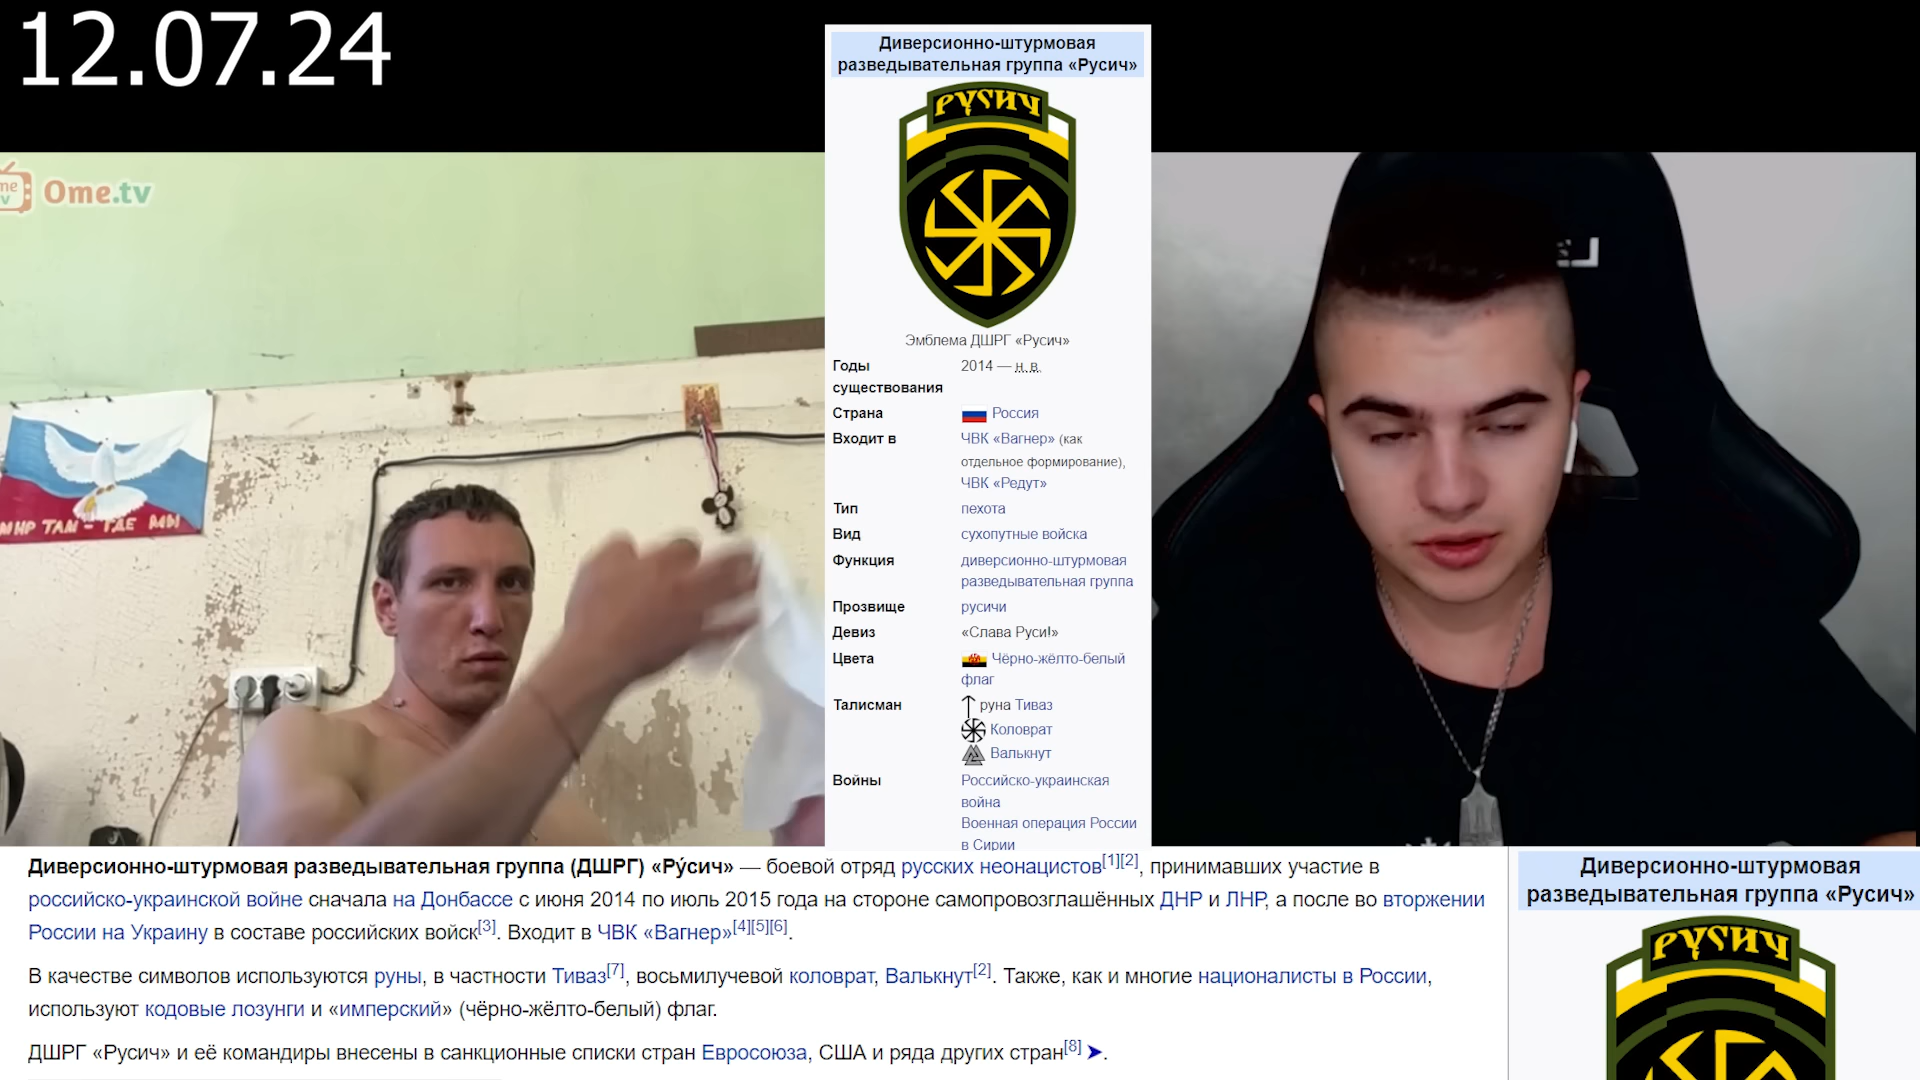 12.07.24
Ome.tv
МИР ТАМ - ГДЕ МЫ
Диверсионно-штурмовая
разведывательная группа «Русич»
РУСИЧ
Эмблема ДШРГ «Русич»
Годы существования 2014 — н. в.
Страна Россия
Входит в ЧВК «Вагнер» (как
отдельное формирование),
ЧВК «Редут»
Тип пехота
Вид сухопутные войска
Функция диверсионно-штурмовая
разведывательная группа
Прозвище русичи
Девиз «Слава Руси!»
Цвета Чёрно-жёлто-белый
флаг
Талисман руна Тиваз
Коловрат
Валькнут
Войны Российско-украинская
война
Военная операция России
в Сирии
Диверсионно-штурмовая разведывательная группа (ДШРГ) «Ру́сич» — боевой отряд русских неонацистов[1][2], принимавших участие в
российско-украинской войне сначала на Донбассе с июня 2014 по июль 2015 года на стороне самопровозглашённых ДНР и ЛНР, а после во вторжении
России на Украину в составе российских войск[3]. Входит в ЧВК «Вагнер»[4][5][6].
В качестве символов используются руны, в частности Тиваз[7], восьмилучевой коловрат, Валькнут[2]. Также, как и многие националисты в России,
используют кодовые лозунги и «имперский» (чёрно-жёлто-белый) флаг.
ДШРГ «Русич» и её командиры внесены в санкционные списки стран Евросоюза, США и ряда других стран[8] ➤.
Диверсионно-штурмовая
разведывательная группа «Русич»
РУСИЧ